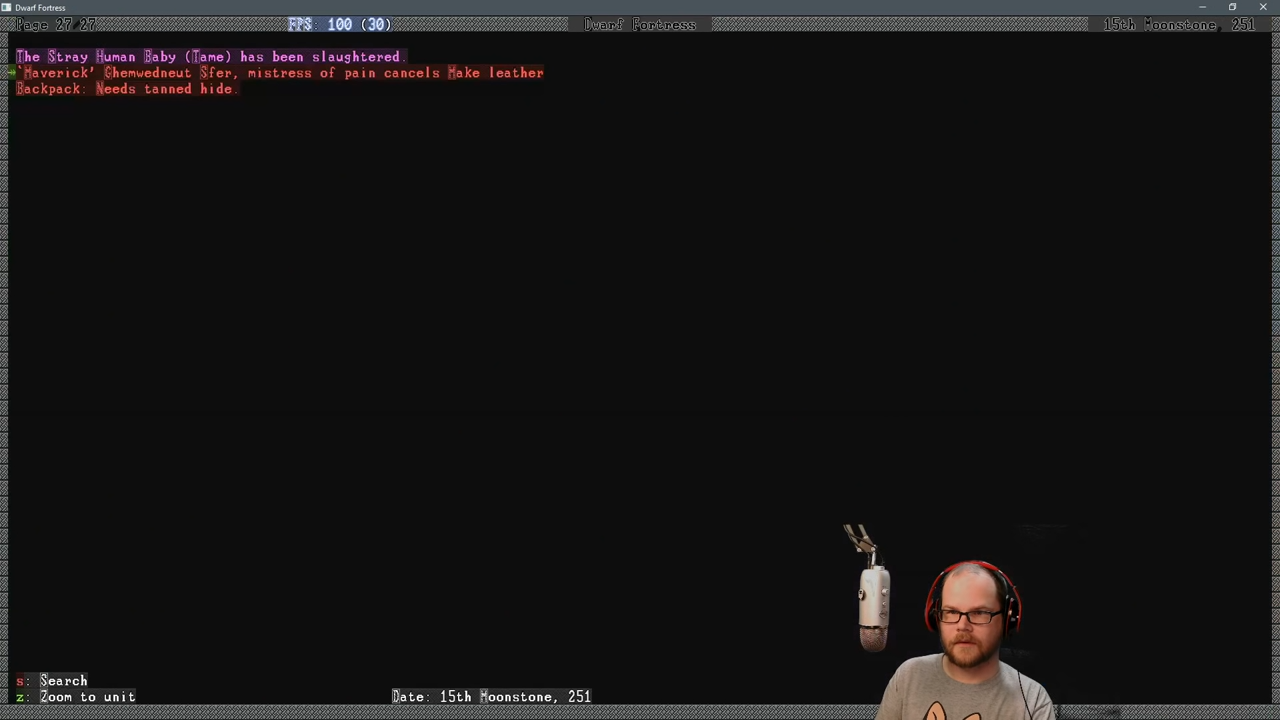 Dwarf Fortress
Page 27/27 FPS: 100 (30) Dwarf Fortress 15th Moonstone, 251
The Stray Human Baby (Tame) has been slaughtered.
`Maverick' Ghemwedneut Sfer, mistress of pain cancels Make leather
Backpack: Needs tanned hide.
s: Search
z: Zoom to unit Date: 15th Moonstone, 251